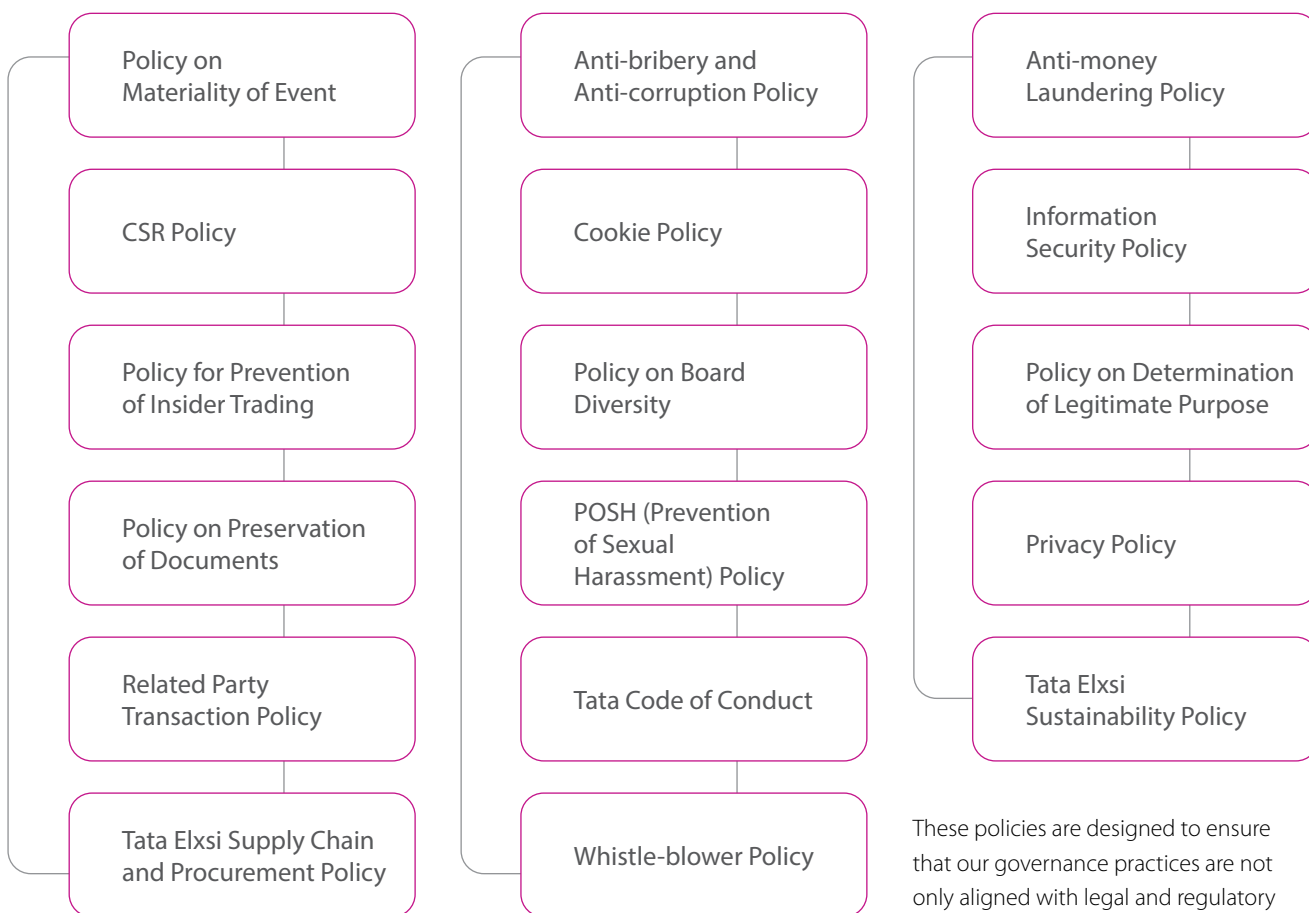 Policy on
Materiality of Event
CSR Policy
Policy for Prevention
of Insider Trading
Policy on Preservation
of Documents
Related Party
Transaction Policy
Tata Elxsi Supply Chain
and Procurement Policy
Anti-bribery and
Anti-corruption Policy
Cookie Policy
Policy on Board
Diversity
POSH (Prevention
of Sexual
Harassment) Policy
Tata Code of Conduct
Whistle-blower Policy
Anti-money
Laundering Policy
Information
Security Policy
Policy on Determination
of Legitimate Purpose
Privacy Policy
Tata Elxsi
Sustainability Policy
These policies are designed to ensure
that our governance practices are not
only aligned with legal and regulatory